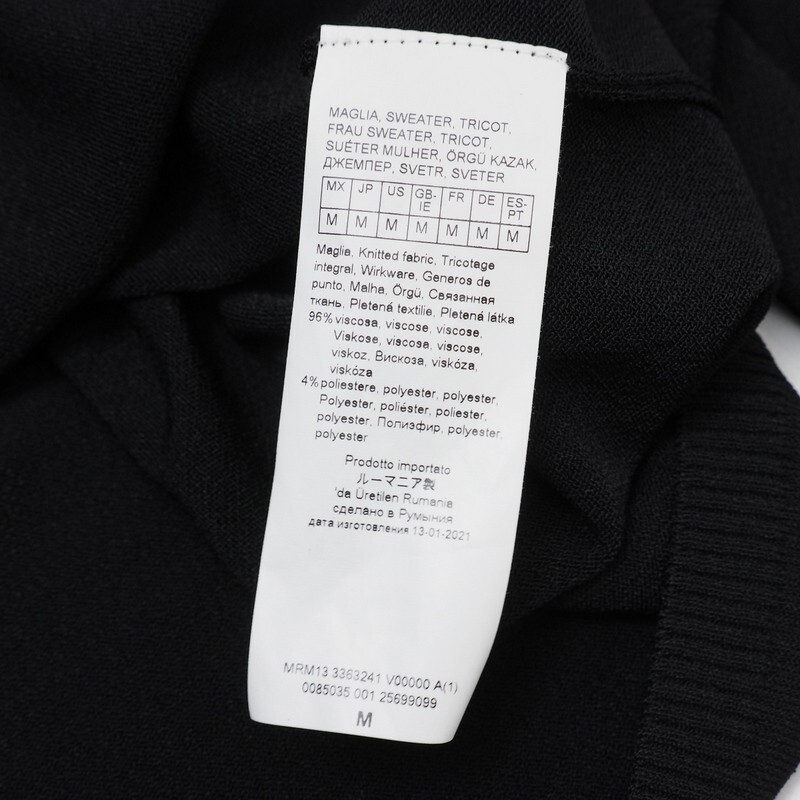 MAGLIA, SWEATER, TRICOT,
FRAU SWEATER, TRICOT,
SUÉTER MULHER, ÖRGÜ KAZAK,
ДЖЕМПЕР, SVETR, SVETER
MX JP US GB-IE FR DE ES-PT
M M M M M M M
Maglia, Knitted fabric, Tricotage
integral, Wirkware, Generos de
punto, Malha, Örgü, Связанная
ткань, Pletená textilie, Pletená látka
96% viscosa, viscose, viscose,
Viskose, viscosa, viscose,
viskoz, Вискоза, viskóza,
viskóza
4% poliestere, polyester, polyester,
Polyester, poliéster, poliester,
polyester, Полиэфир, polyester,
polyester
Prodotto importato
ルーマニア製
'da Üretilen Rumania
сделано в Румыния
дата изготовления 13-01-2021
MRM13 3363241 V00000 A(1)
0085035 001 25699099
M